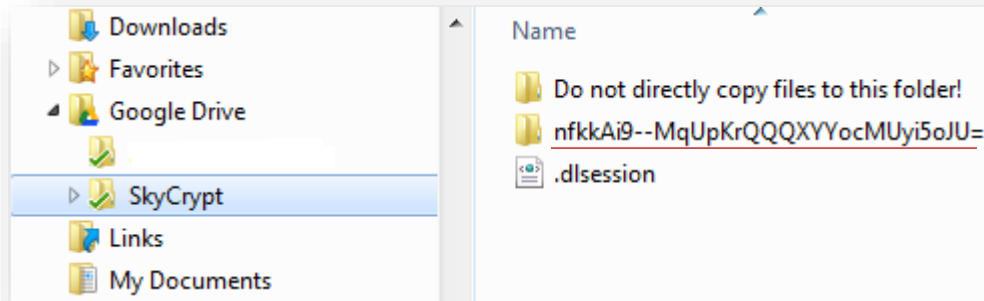 Downloads
Favorites
Google Drive
SkyCrypt
Links
My Documents
Name
Do not directly copy files to this folder!
nfkkAi9--MqUpKrQQQXYYocMUyi5oJU=
.dlsession